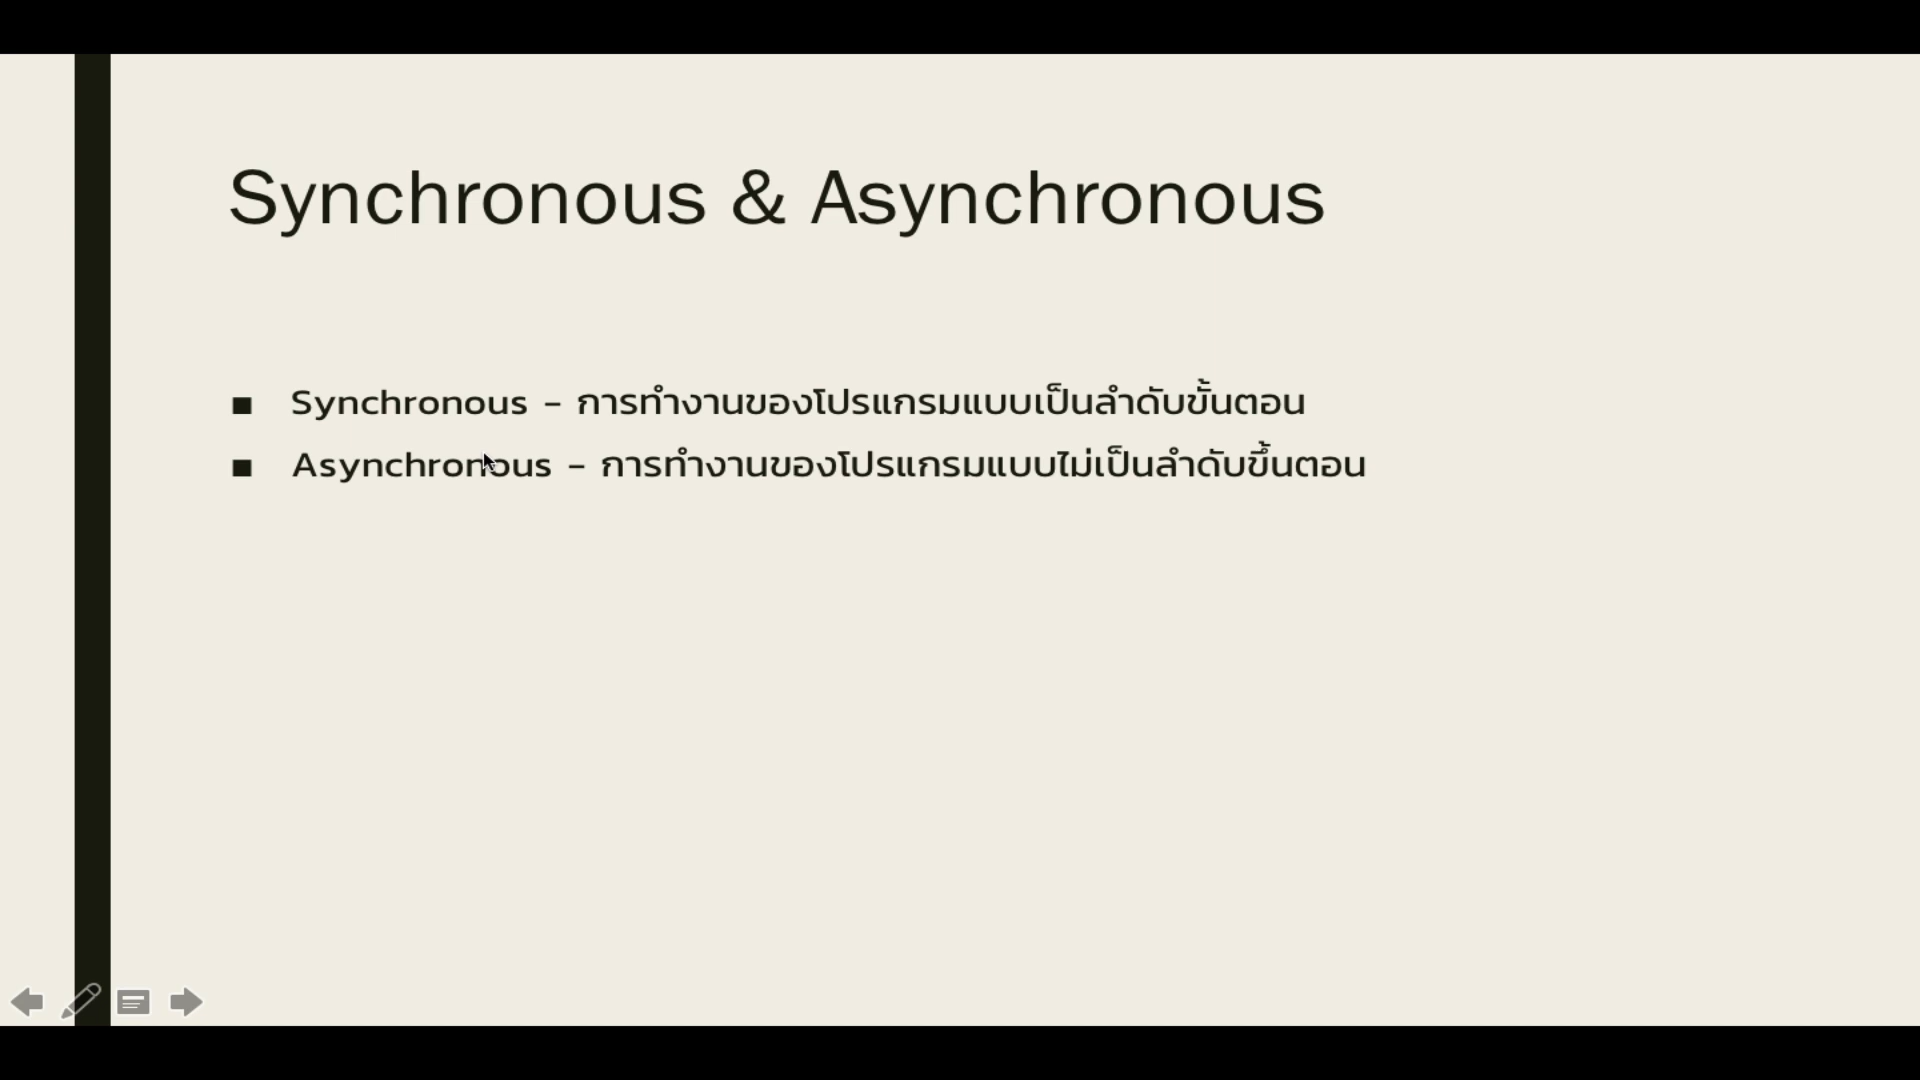 Synchronous & Asynchronous
■ Synchronous – การทำงานของโปรแกรมแบบเป็นลำดับขั้นตอน
■ Asynchronous – การทำงานของโปรแกรมแบบไม่เป็นลำดับขึ้นตอน